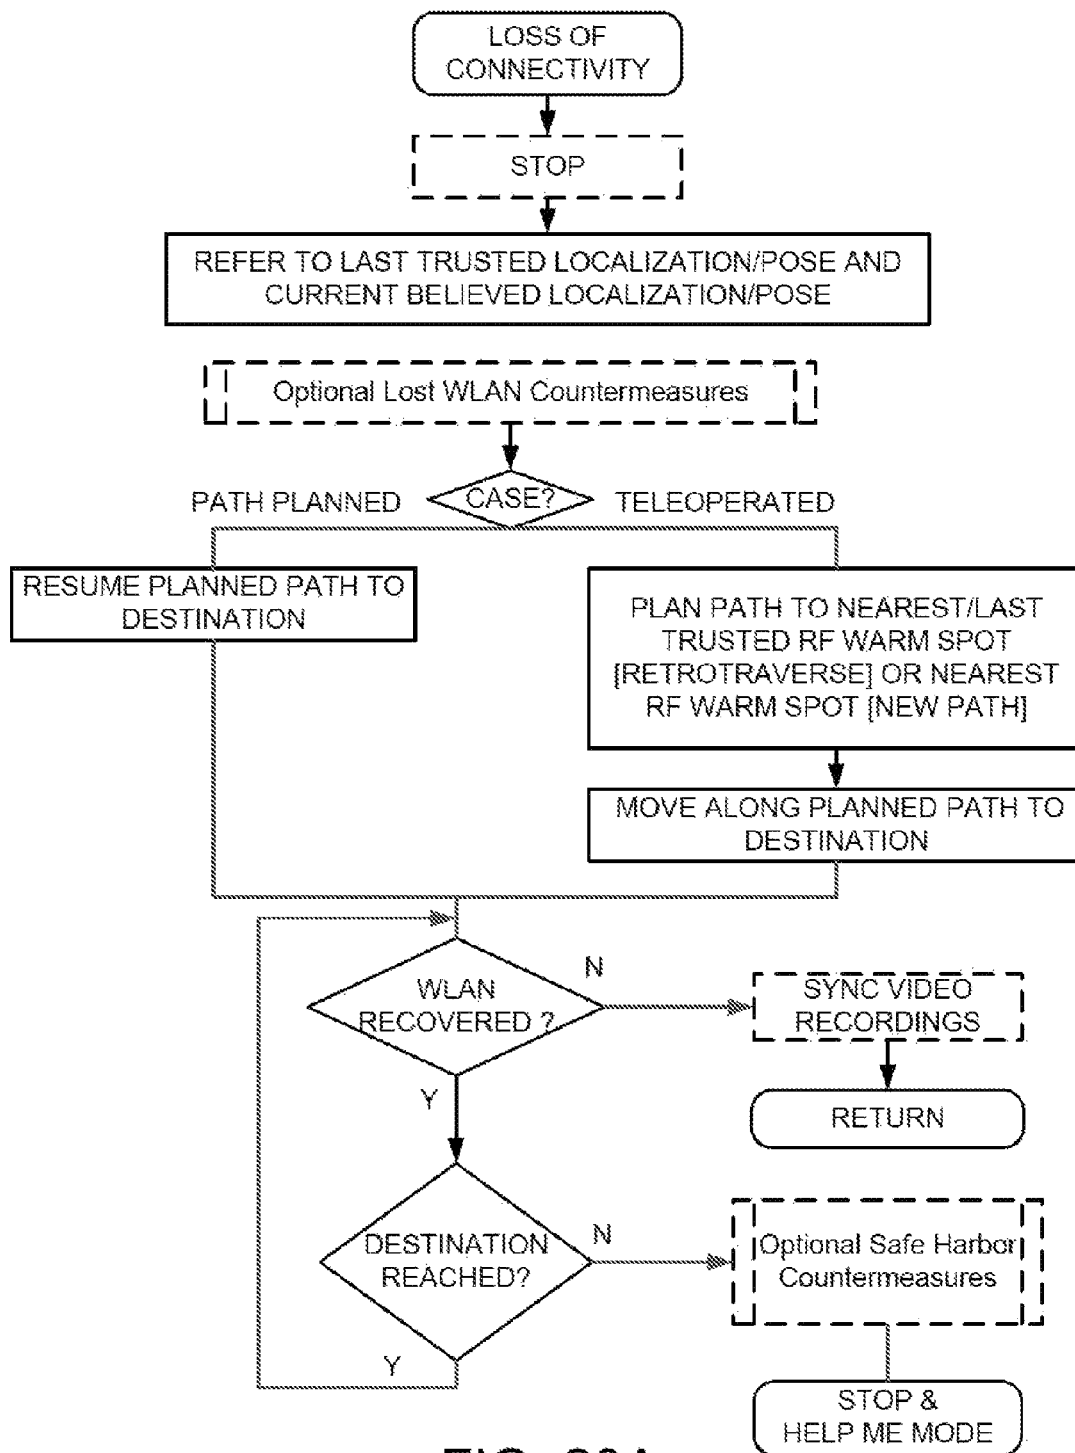 LOSS OF
CONNECTIVITY
STOP
REFER TO LAST TRUSTED LOCALIZATION/POSE AND
CURRENT BELIEVED LOCALIZATION/POSE
Optional Lost WLAN Countermeasures
PATH PLANNED
CASE?
TELEOPERATED
RESUME PLANNED PATH TO
DESTINATION
PLAN PATH TO NEAREST/LAST
TRUSTED RF WARM SPOT
[RETROTRAVERSE] OR NEAREST
RF WARM SPOT [NEW PATH]
MOVE ALONG PLANNED PATH TO
DESTINATION
WLAN
RECOVERED ?
N
SYNC VIDEO
RECORDINGS
Y
RETURN
DESTINATION
REACHED?
N
Optional Safe Harbor
Countermeasures
Y
STOP &
HELP ME MODE